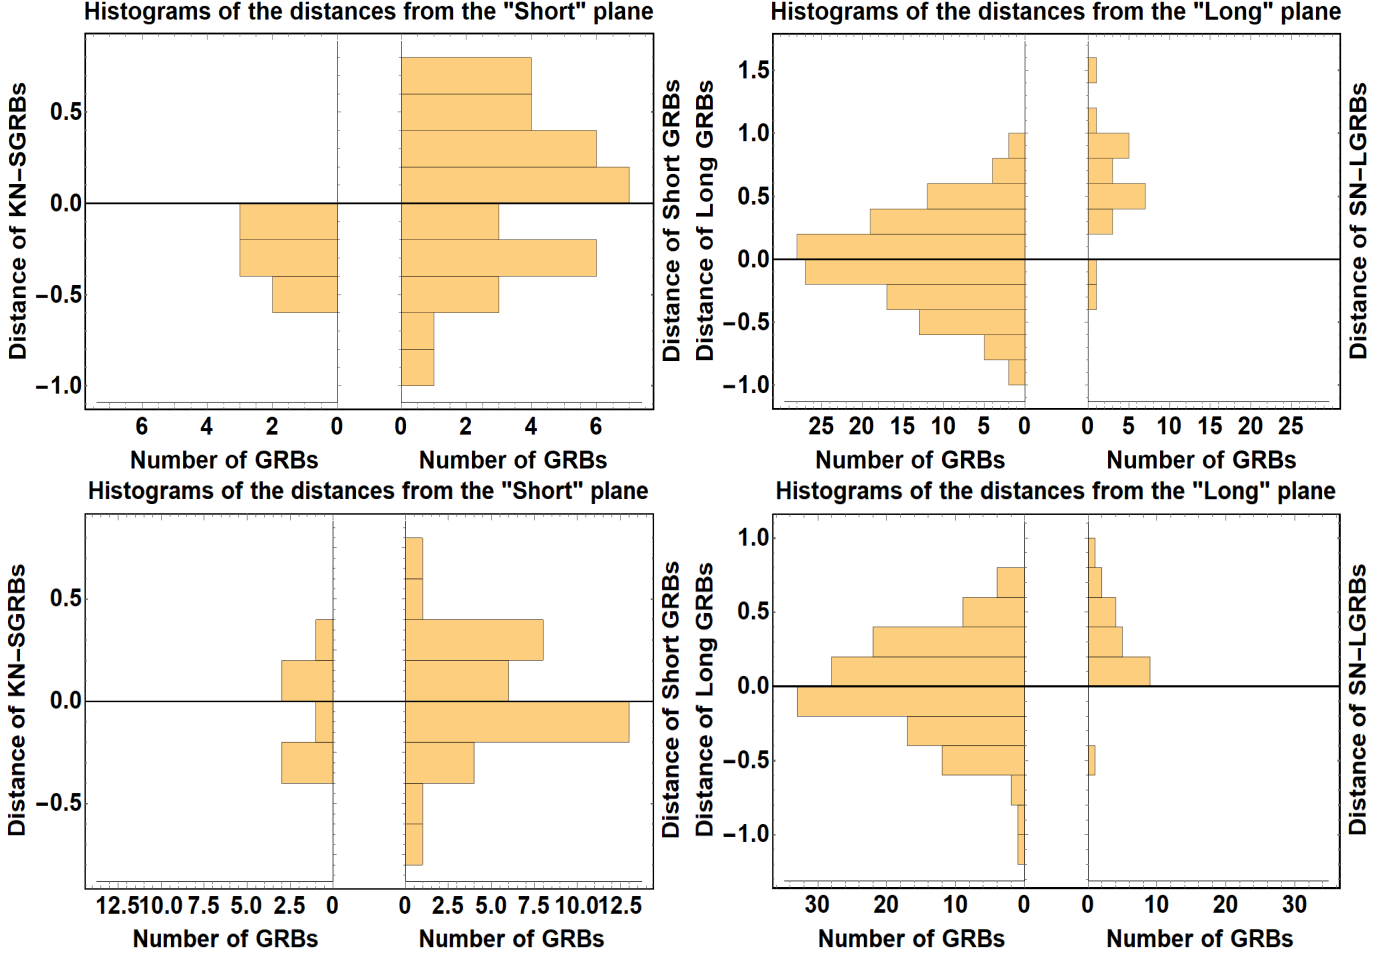 Histograms of the distances from the "Short" plane
Distance of KN-SGRBs
0.5
0.0
-0.5
-1.0
6 4 2 0 0 2 4 6
Number of GRBs Number of GRBs
Distance of Short GRBs
Histograms of the distances from the "Long" plane
Distance of Long GRBs
1.5
1.0
0.5
0.0
-0.5
-1.0
25 20 15 10 5 0 0 5 10 15 20 25
Number of GRBs Number of GRBs
Distance of SN-LGRBs
Histograms of the distances from the "Short" plane
Distance of KN-SGRBs
0.5
0.0
-0.5
12.5 10.0 7.5 5.0 2.5 0 0 2.5 5.0 7.5 10.0 12.5
Number of GRBs Number of GRBs
Distance of Short GRBs
Histograms of the distances from the "Long" plane
Distance of Long GRBs
1.0
0.5
0.0
-0.5
-1.0
30 20 10 0 0 10 20 30
Number of GRBs Number of GRBs
Distance of SN-LGRBs